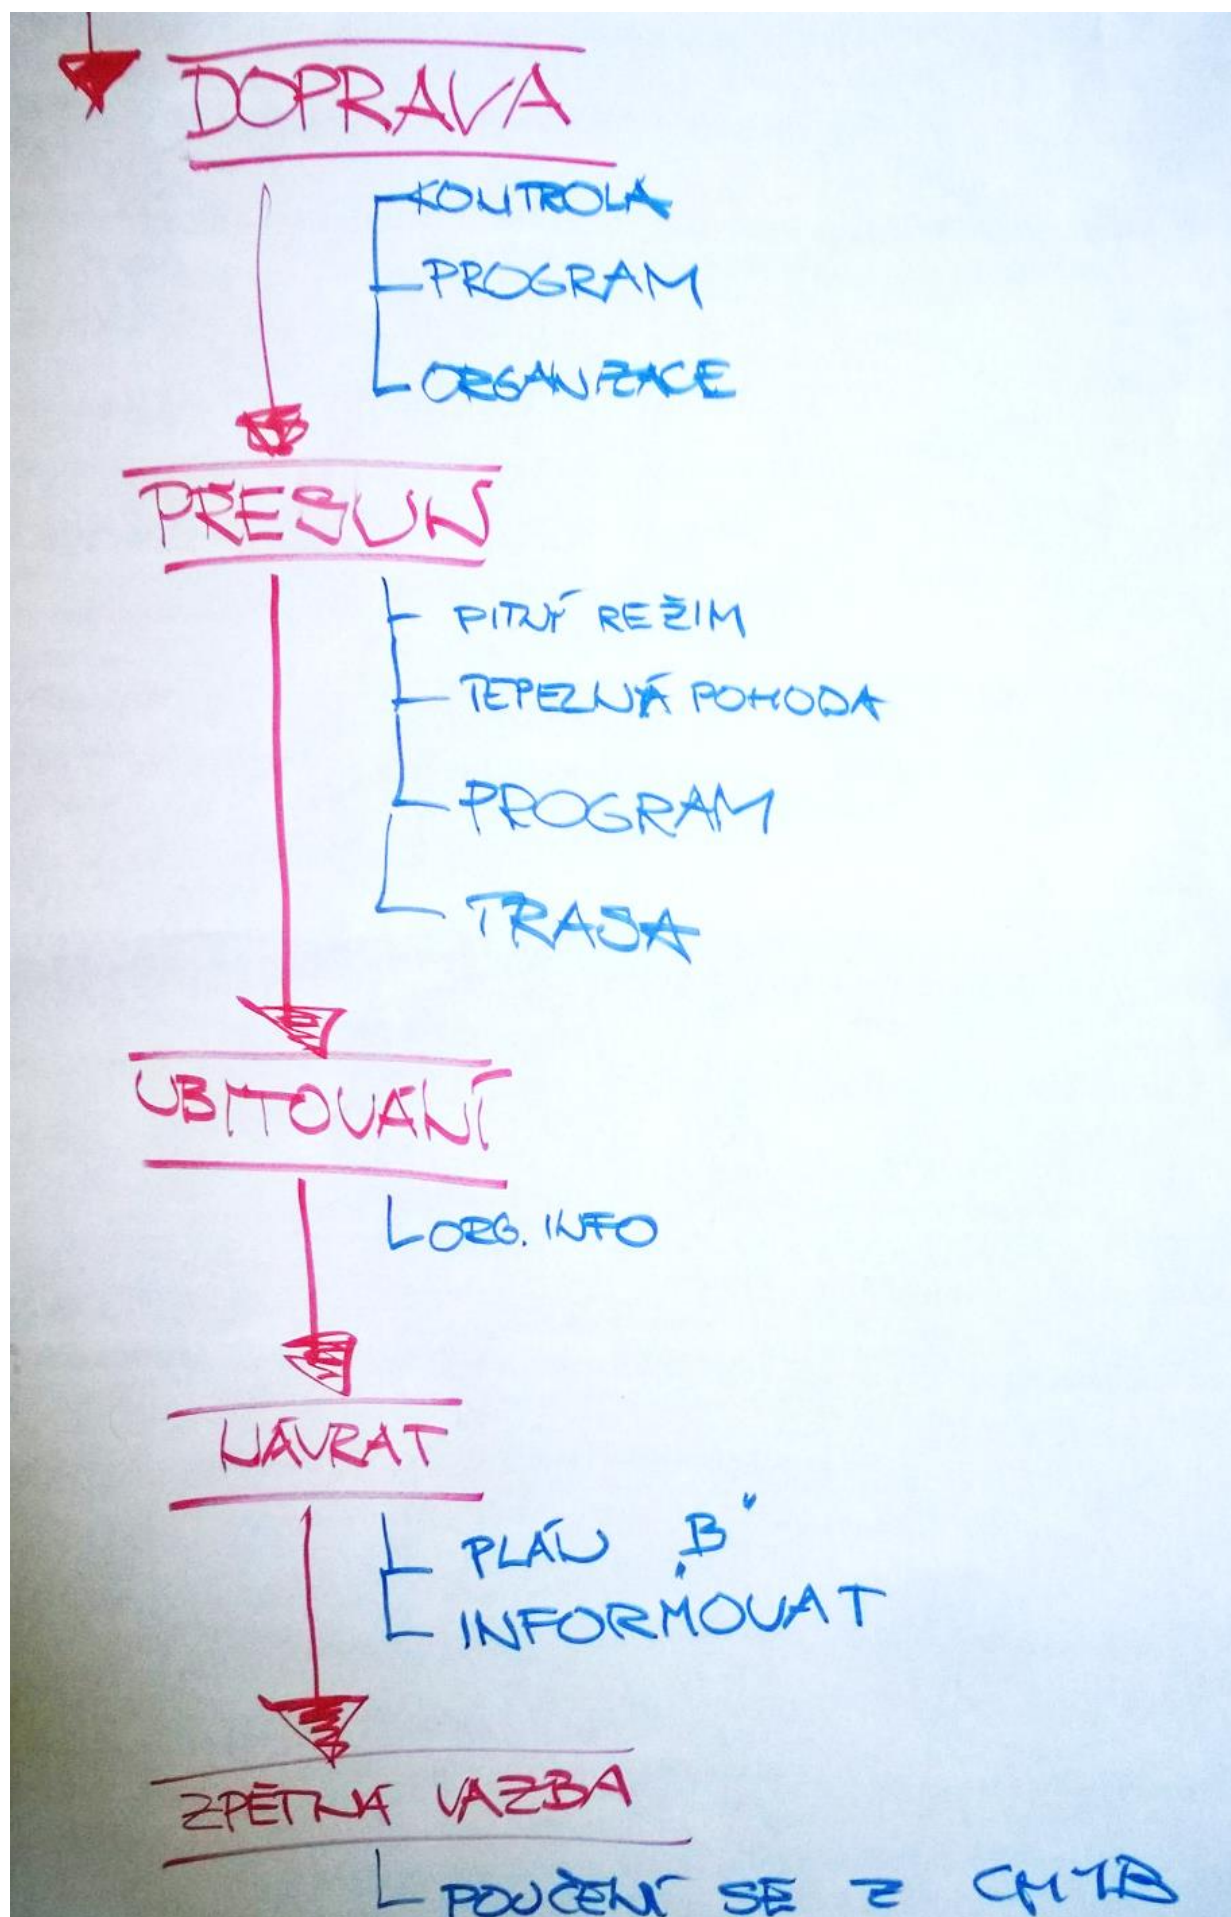 DOPRAVA
KONTROLA
PROGRAM
ORGANIZACE
PŘESUN
PITNÝ REŽIM
TEPELNÁ POHODA
PROGRAM
TRASA
UBITOVÁNÍ
ORG. INFO
NÁVRAT
PLÁN „B"
INFORMOVAT
ZPĚTNÁ VAZBA
POUČENÍ SE Z CHYB